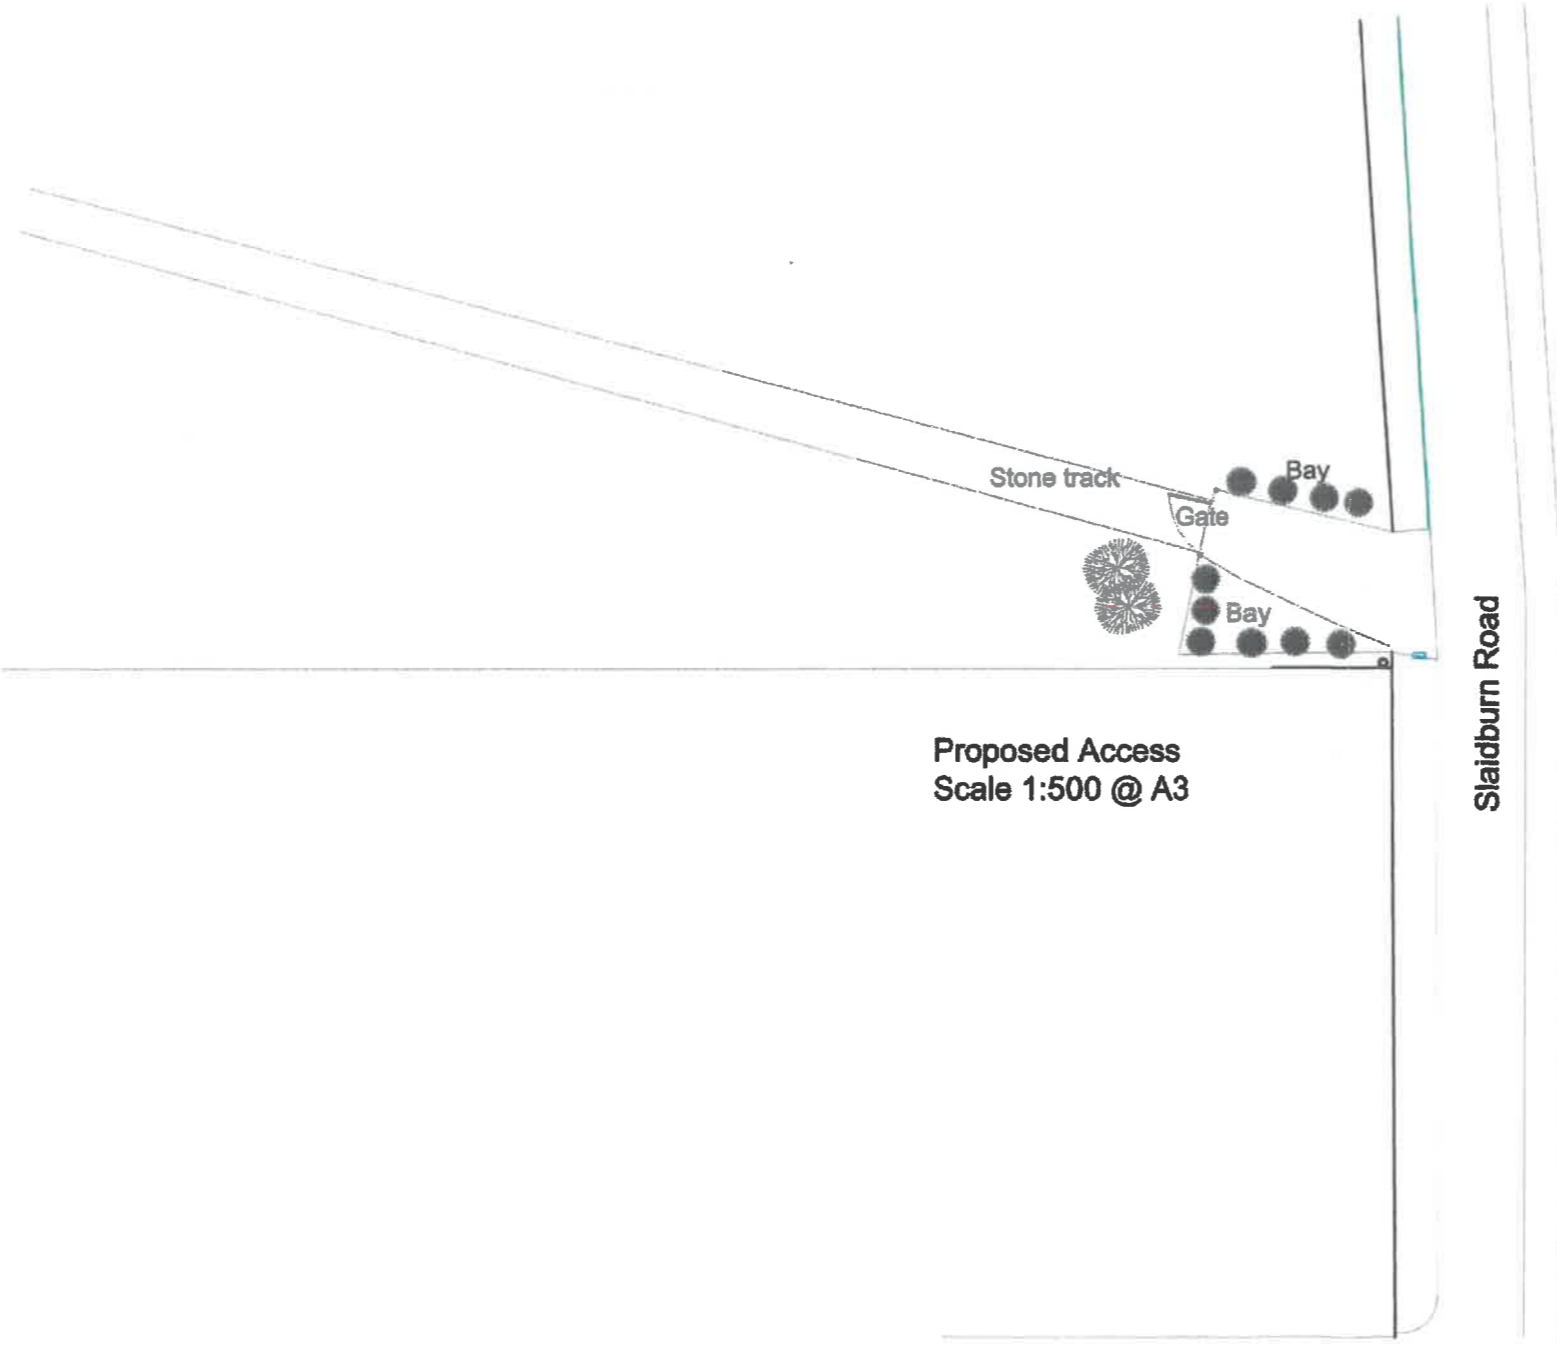 Bay
Stone track
Gate
Bay
Proposed Access
Scale 1:500 @ A3
Slaidburn Road